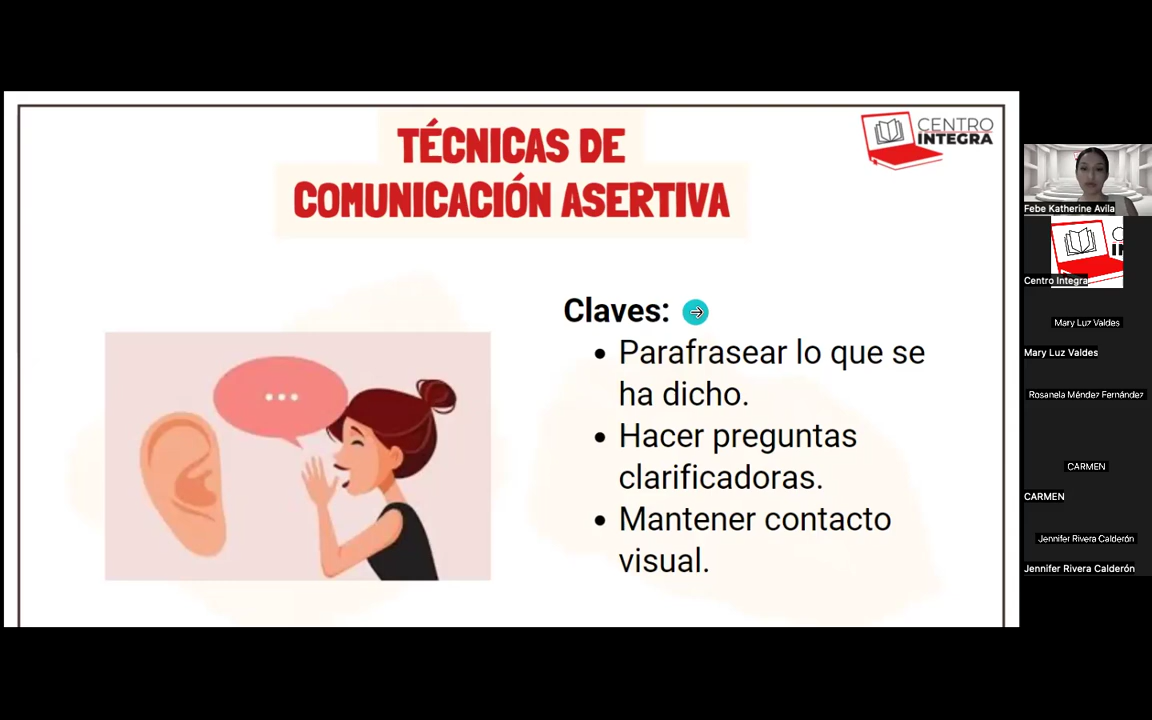 TÉCNICAS DE
COMUNICACIÓN ASERTIVA
CENTRO
INTEGRA
Claves:
• Parafrasear lo que se
ha dicho.
• Hacer preguntas
clarificadoras.
• Mantener contacto
visual.
Febe Katherine Avila
Centro Integra
Mary Luz Valdes
Mary Luz Valdes
Rosanela Méndez Fernández
CARMEN
CARMEN
Jennifer Rivera Calderón
Jennifer Rivera Calderón